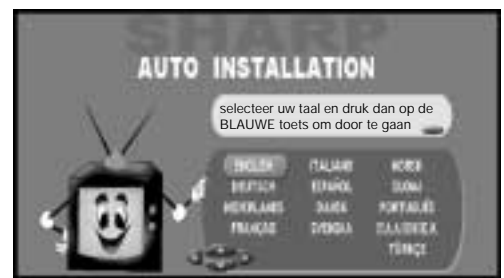 SHARP
AUTO INSTALLATION
selecteer uw taal en druk dan op de
BLAUWE toets om door te gaan
ENGLISH ITALIANO NORSK
DEUTSCH ESPAÑOL SUOMI
NEDERLANDS DANSK PORTUGUÊS
FRANÇAIS SVENSKA ΕΛΛΗΝΙΚΑ
TÜRKÇE